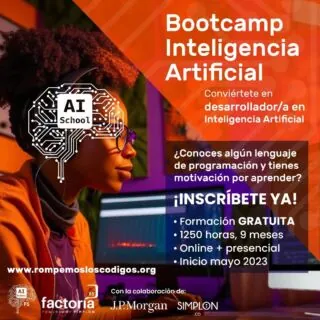 Bootcamp
Inteligencia
Artificial
Conviértete en
desarrollador/a en
Inteligencia Artificial
AI
School
¿Conoces algún lenguaje
de programación y tienes
motivación por aprender?
¡INSCRÍBETE YA!
• Formación GRATUITA
• 1250 horas, 9 meses
• Online + presencial
• Inicio mayo 2023
www.rompemosloscodigos.org
Con la colaboración de:
AI
factoría
J.P.Morgan
SIMPLON
.CO